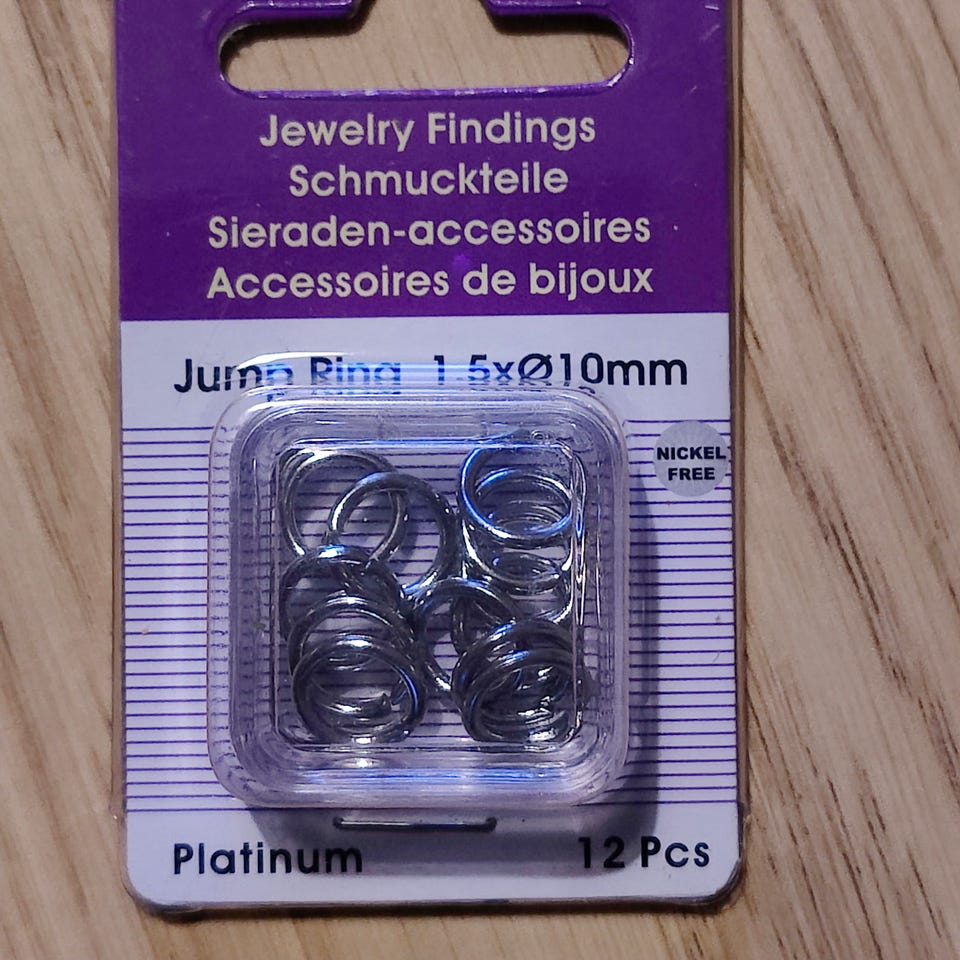 Jewelry Findings
Schmuckteile
Sieraden-accessoires
Accessoires de bijoux
Jump Ring 1.5xØ10mm
NICKEL
FREE
Platinum 12 Pcs